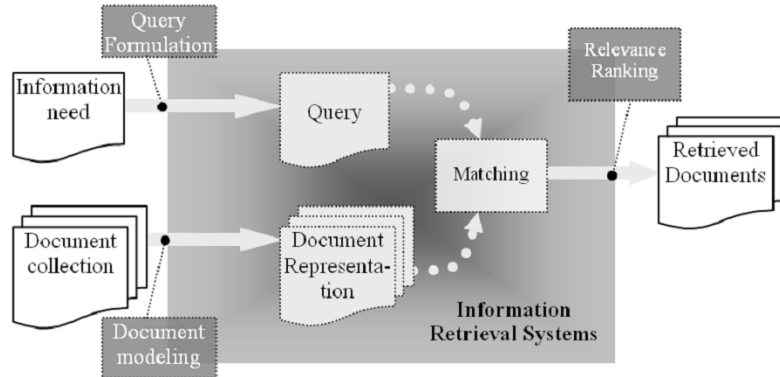 Query
Formulation
Relevance
Ranking
Information
need
Query
Retrieved
Documents
Matching
Document
collection
Document
Representa-
tion
Information
Retrieval Systems
Document
modeling